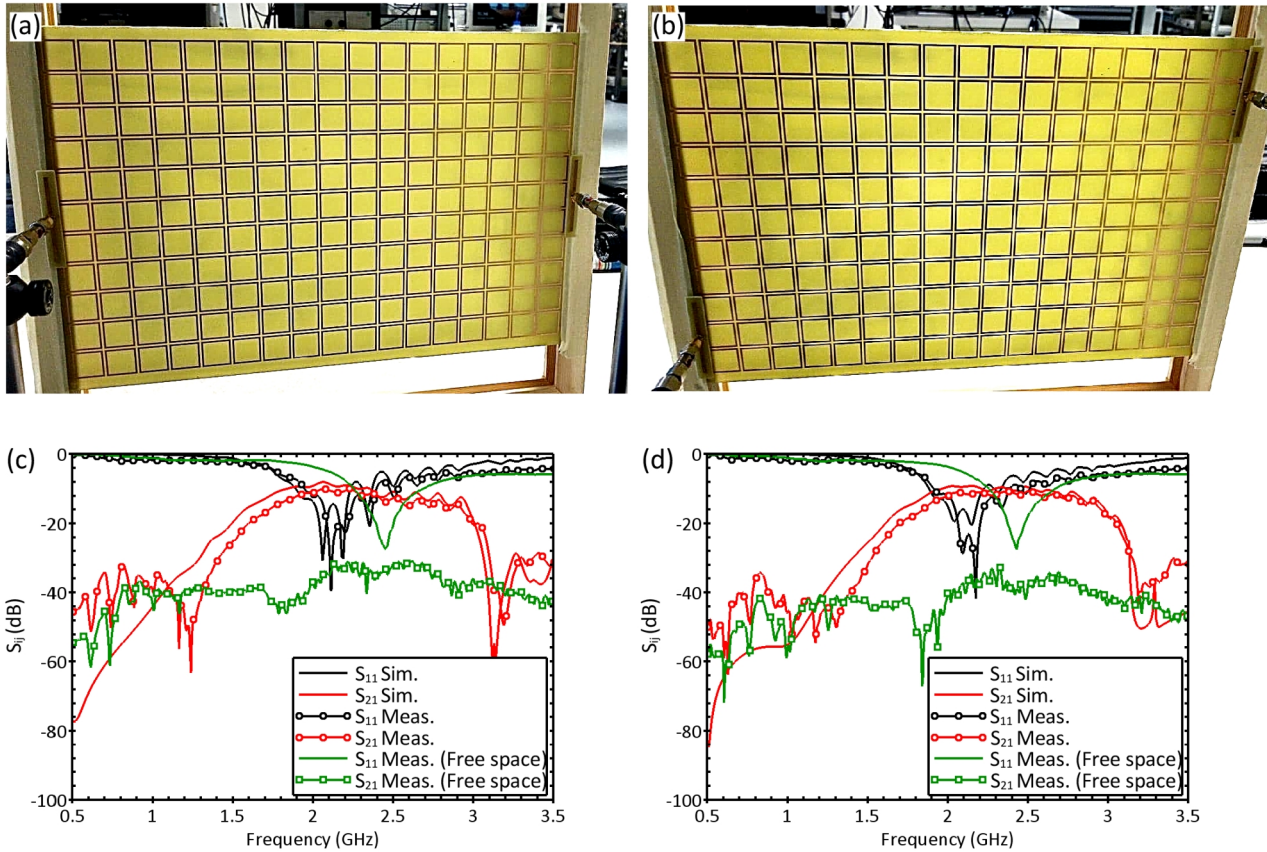 (a)
(b)
(c)
0
-20
-40
-60
-80
-100
S₍ij₎ (dB)
0.5
1
1.5
2
2.5
3
3.5
Frequency (GHz)
S₁₁ Sim.
S₂₁ Sim.
S₁₁ Meas.
S₂₁ Meas.
S₁₁ Meas. (Free space)
S₂₁ Meas. (Free space)
(d)
0
-20
-40
-60
-80
-100
S₍ij₎ (dB)
0.5
1
1.5
2
2.5
3
3.5
Frequency (GHz)
S₁₁ Sim.
S₂₁ Sim.
S₁₁ Meas.
S₂₁ Meas.
S₁₁ Meas. (Free space)
S₂₁ Meas. (Free space)